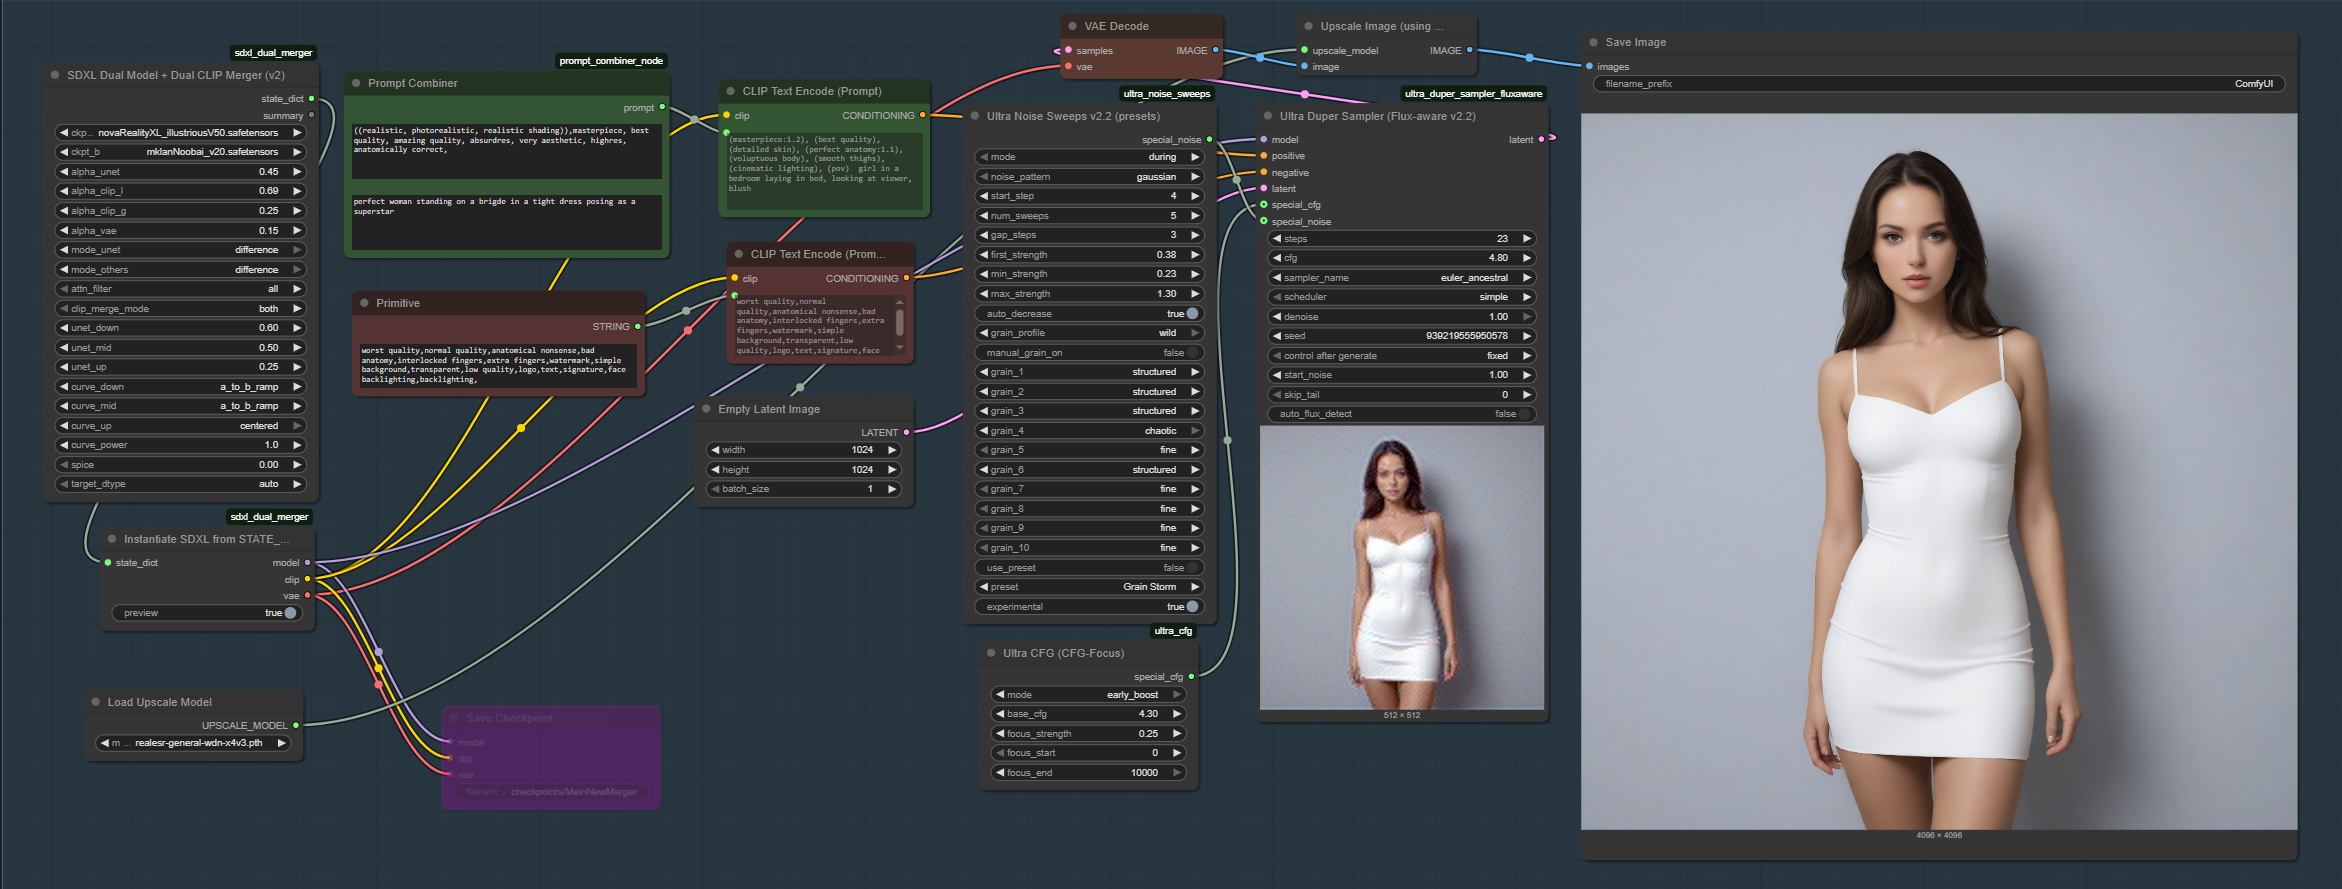 sdxl_dual_merger
SDXL Dual Model + Dual CLIP Merger (v2)
state_dict
summary
ckp... novaRealityXL_illustriousV50.safetensors
ckpt_b mklanNoobai_v20.safetensors
alpha_unet 0.45
alpha_clip_l 0.69
alpha_clip_g 0.25
alpha_vae 0.15
mode_unet difference
mode_others difference
attn_filter all
clip_merge_mode both
unet_down 0.60
unet_mid 0.50
unet_up 0.25
curve_down a_to_b_ramp
curve_mid a_to_b_ramp
curve_up centered
curve_power 1.0
spice 0.00
target_dtype auto
sdxl_dual_merger
Instantiate SDXL from STATE_...
state_dict model
clip
vae
preview true
Load Upscale Model
UPSCALE_MODEL
m ... realesr-general-wdn-x4v3.pth
prompt_combiner_node
Prompt Combiner
prompt
((realistic, photorealistic, realistic shading)),masterpiece, best
quality, amazing quality, absurdres, very aesthetic, highres,
anatomically correct,
perfect woman standing on a brigde in a tight dress posing as a
superstar
Primitive
STRING
worst quality,normal quality,anatomical nonsense,bad
anatomy,interlocked fingers,extra fingers,watermark,simple
background,transparent,low quality,logo,text,signature,face
backlighting,backlighting,
Save Checkpoint
model
clip
vae
filenam... checkpoints/MeinNewMerger
CLIP Text Encode (Prompt)
clip CONDITIONING
(masterpiece:1.2), (best quality),
(detailed skin), (perfect anatomy:1.1),
(voluptuous body), (smooth thighs),
(cinematic lighting), (pov) girl in a
bedroom laying in bed, looking at viewer,
blush
CLIP Text Encode (Prom...
clip CONDITIONING
worst quality,normal
quality,anatomical nonsense,bad
anatomy,interlocked fingers,extra
fingers,watermark,simple
background,transparent,low
quality,logo,text,signature,face
Empty Latent Image
LATENT
width 1024
height 1024
batch_size 1
VAE Decode
samples IMAGE
vae
Upscale Image (using ...
upscale_model IMAGE
image
ultra_noise_sweeps
Ultra Noise Sweeps v2.2 (presets)
special_noise
mode during
noise_pattern gaussian
start_step 4
num_sweeps 5
gap_steps 3
first_strength 0.38
min_strength 0.23
max_strength 1.30
auto_decrease true
grain_profile wild
manual_grain_on false
grain_1 structured
grain_2 structured
grain_3 structured
grain_4 chaotic
grain_5 fine
grain_6 structured
grain_7 fine
grain_8 fine
grain_9 fine
grain_10 fine
use_preset false
preset Grain Storm
experimental true
ultra_cfg
Ultra CFG (CFG-Focus)
special_cfg
mode early_boost
base_cfg 4.30
focus_strength 0.25
focus_start 0
focus_end 10000
ultra_duper_sampler_fluxaware
Ultra Duper Sampler (Flux-aware v2.2)
model latent
positive
negative
latent
special_cfg
special_noise
steps 23
cfg 4.80
sampler_name euler_ancestral
scheduler simple
denoise 1.00
seed 939219555950578
control after generate fixed
start_noise 1.00
skip_tail 0
auto_flux_detect false
512 × 512
Save Image
images
filename_prefix ComfyUI
4096 × 4096